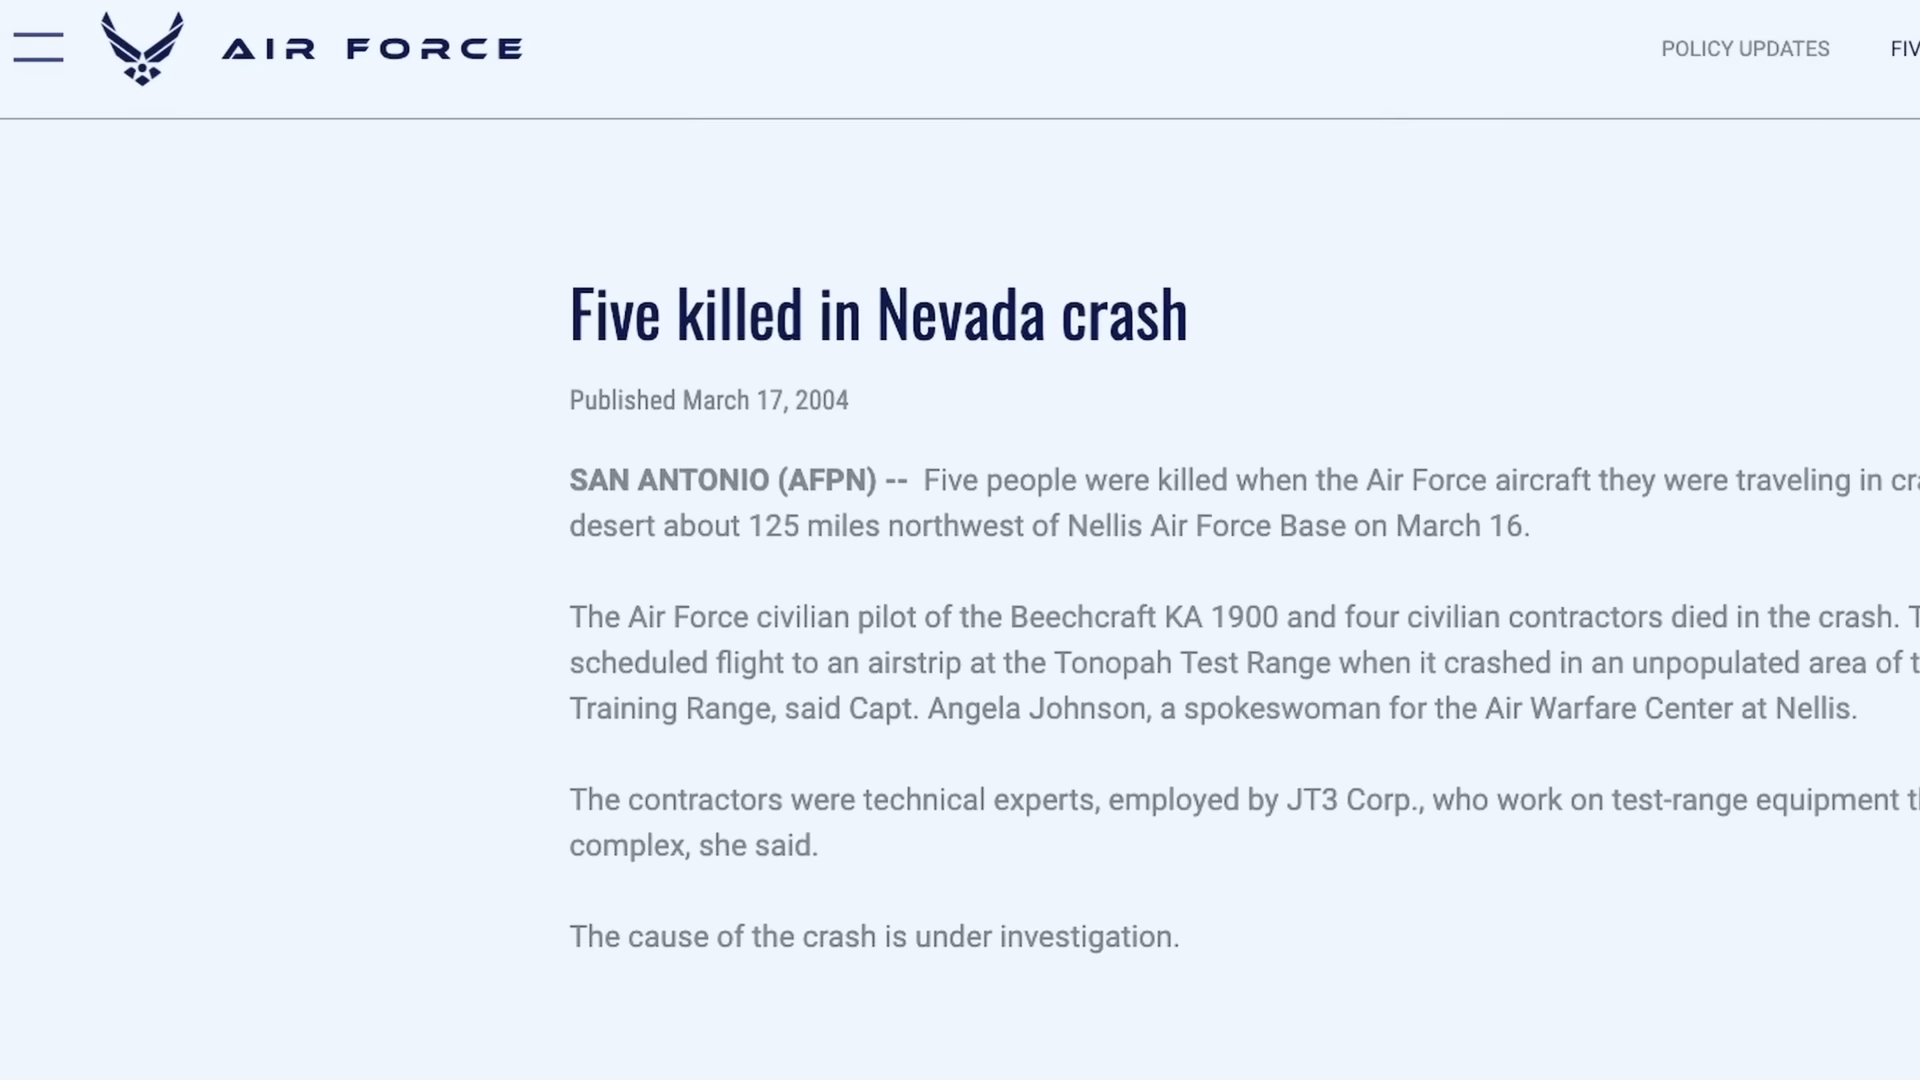 AIR FORCE
POLICY UPDATES
Five killed in Nevada crash
Published March 17, 2004
SAN ANTONIO (AFPN) -- Five people were killed when the Air Force aircraft they were traveling in
desert about 125 miles northwest of Nellis Air Force Base on March 16.
The Air Force civilian pilot of the Beechcraft KA 1900 and four civilian contractors died in the crash.
scheduled flight to an airstrip at the Tonopah Test Range when it crashed in an unpopulated area of
Training Range, said Capt. Angela Johnson, a spokeswoman for the Air Warfare Center at Nellis.
The contractors were technical experts, employed by JT3 Corp., who work on test-range equipment
complex, she said.
The cause of the crash is under investigation.